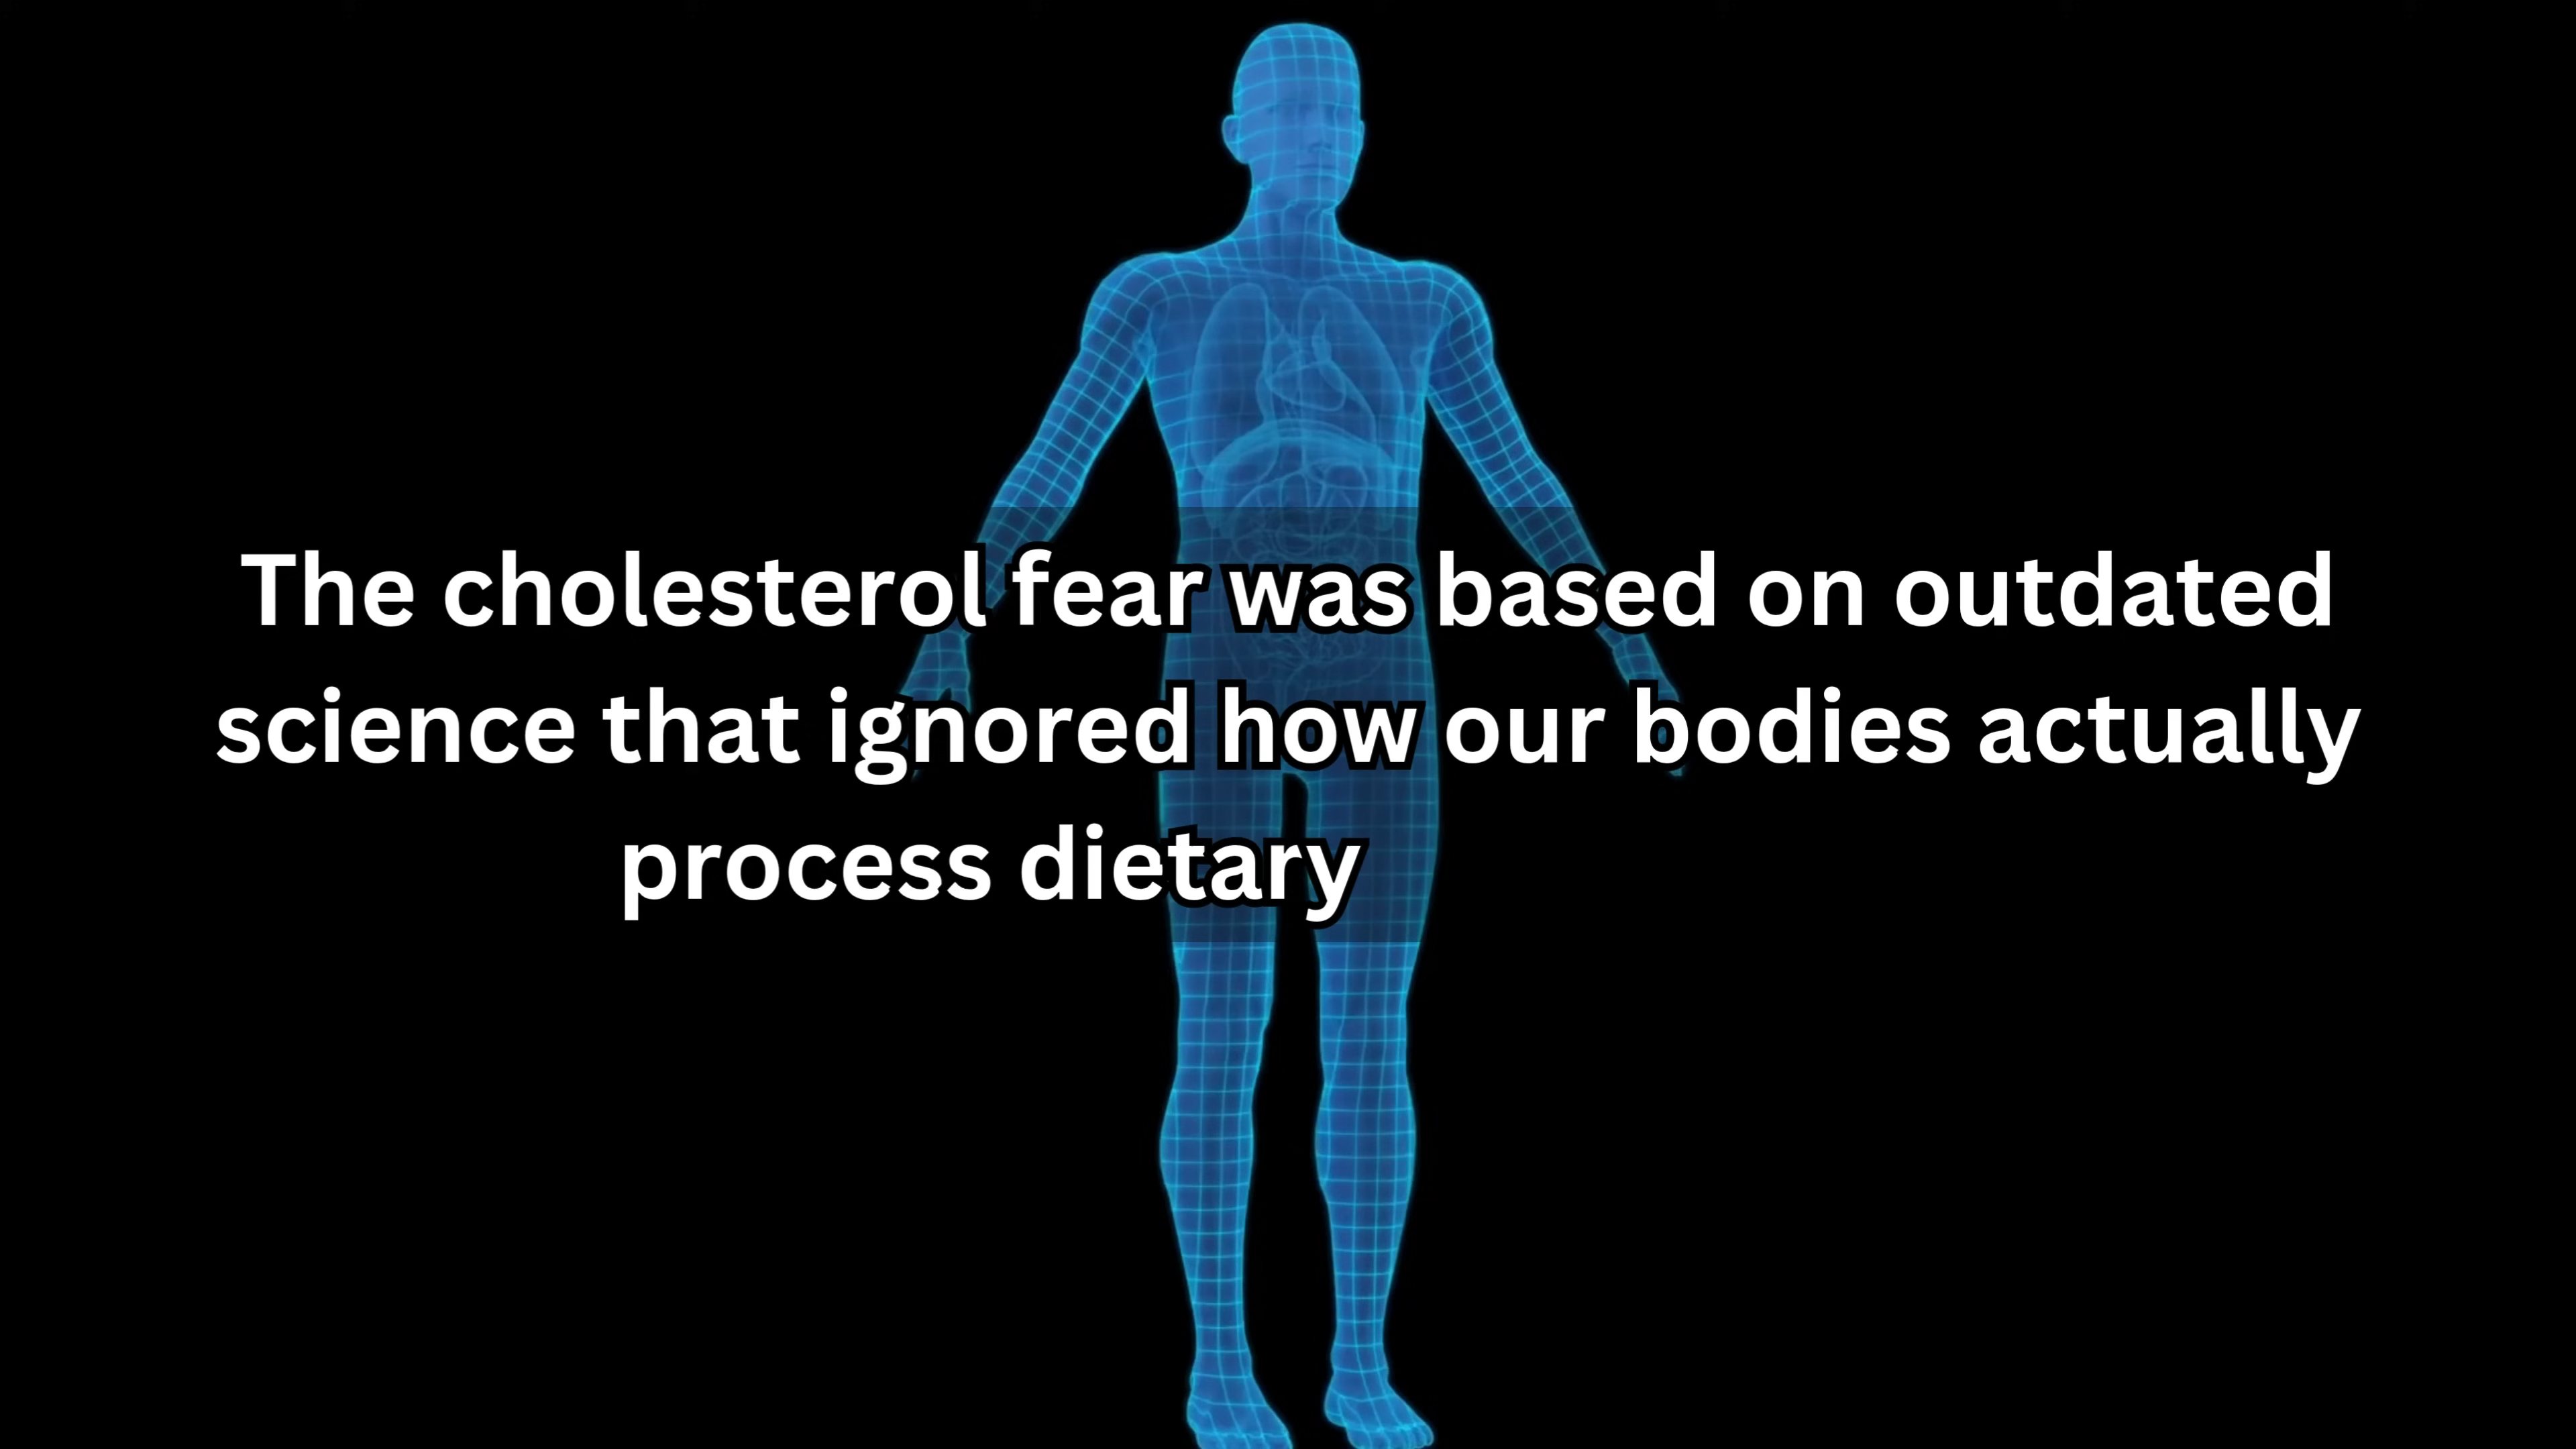 The cholesterol fear was based on outdated
science that ignored how our bodies actually
process dietary